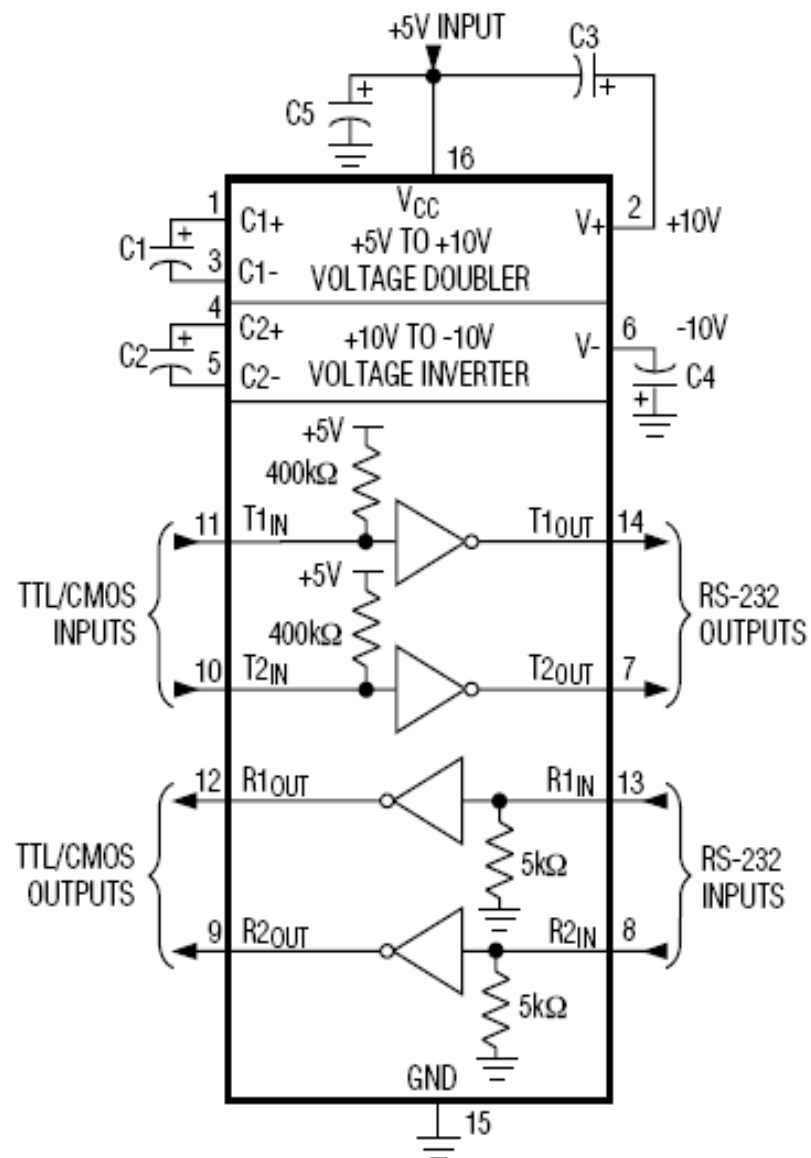 +5V INPUT
C3
+
C5
+
16
1
C1+
VCC
V+
2
+10V
C1
+
+5V TO +10V
VOLTAGE DOUBLER
3
C1-
4
C2+
+10V TO -10V
VOLTAGE INVERTER
V-
6
-10V
C2
+
5
C2-
C4
+
+5V
400kΩ
11
T1IN
T1OUT
14
+5V
TTL/CMOS
INPUTS
RS-232
OUTPUTS
400kΩ
10
T2IN
T2OUT
7
12
R1OUT
R1IN
13
TTL/CMOS
OUTPUTS
5kΩ
RS-232
INPUTS
9
R2OUT
R2IN
8
5kΩ
GND
15